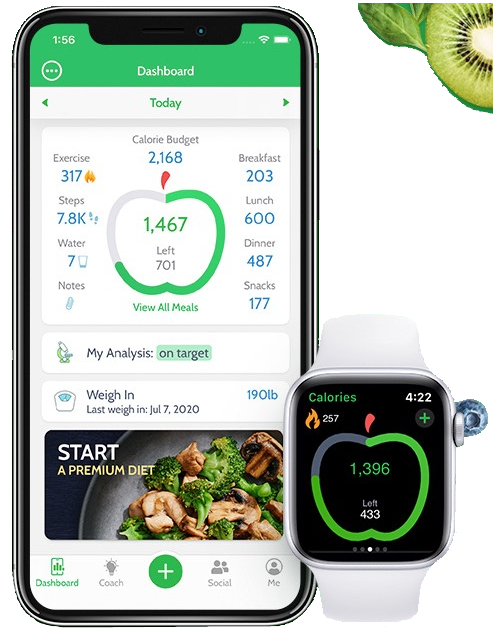 1:56
Dashboard
Today
Calorie Budget
2,168
Exercise
317
Steps
7.8K
Water
7
Notes
1,467
Left
701
View All Meals
Breakfast
203
Lunch
600
Dinner
487
Snacks
177
My Analysis: on target
Weigh In
190lb
Last weigh in: Jul 7, 2020
START
A PREMIUM DIET
Dashboard
Coach
Social
Me
Calories
4:22
257
1,396
Left
433